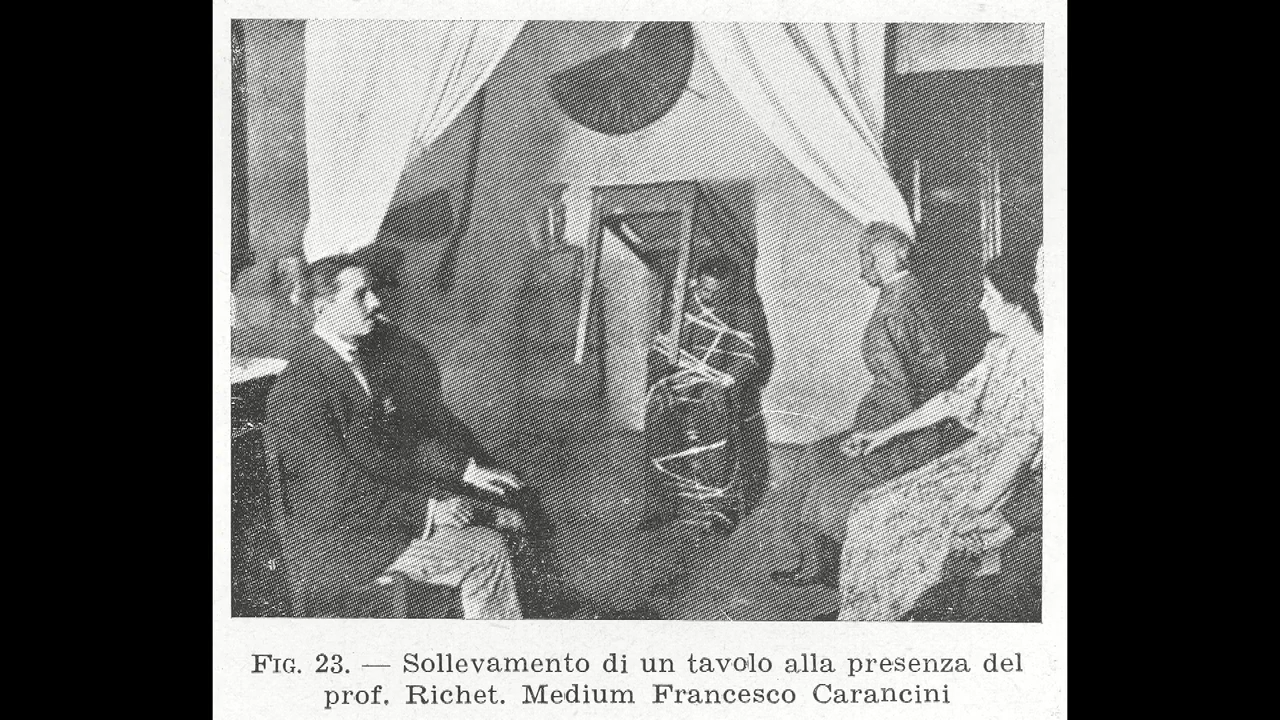 FIG. 23. — Sollevamento di un tavolo alla presenza del
prof. Richet. Medium Francesco Carancini